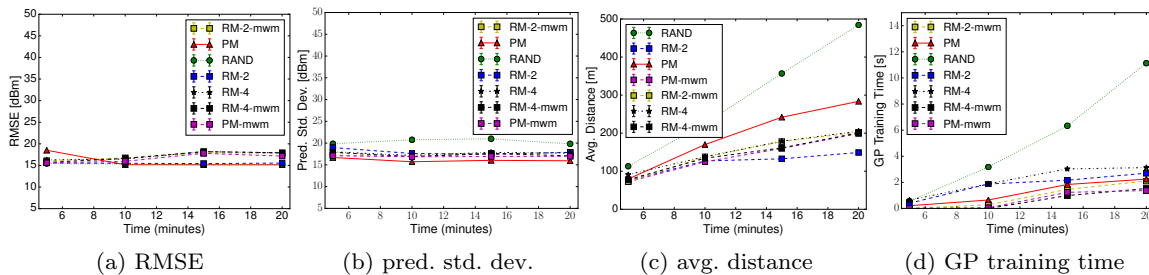 RMSE [dBm]
50
45
40
35
30
25
20
15
10
5
6 8 10 12 14 16 18 20
Time (minutes)
RM-2-mwm
PM
RAND
RM-2
RM-4
RM-4-mwm
PM-mwm
(a) RMSE
Pred. Std. Dev. [dBm]
50
45
40
35
30
25
20
15
10
5
6 8 10 12 14 16 18 20
Time (minutes)
RM-2-mwm
PM
RAND
RM-2
RM-4
RM-4-mwm
PM-mwm
(b) pred. std. dev.
Avg. Distance [m]
500
400
300
200
100
0
6 8 10 12 14 16 18 20
Time (minutes)
RAND
RM-2
PM
PM-mwm
RM-2-mwm
RM-4
RM-4-mwm
(c) avg. distance
GP Training Time [s]
14
12
10
8
6
4
2
0
6 8 10 12 14 16 18 20
Time (minutes)
RM-2-mwm
PM
RAND
RM-2
RM-4
RM-4-mwm
PM-mwm
(d) GP training time